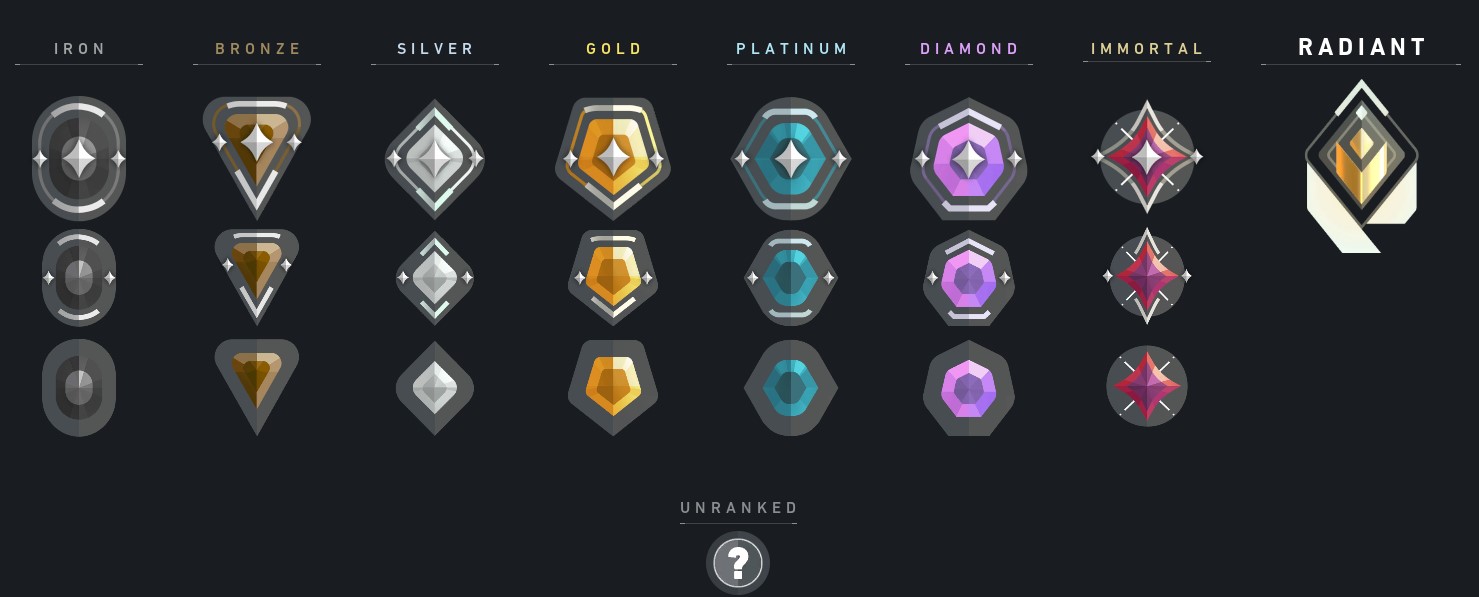 IRON
BRONZE
SILVER
GOLD
PLATINUM
DIAMOND
IMMORTAL
RADIANT
UNRANKED
?